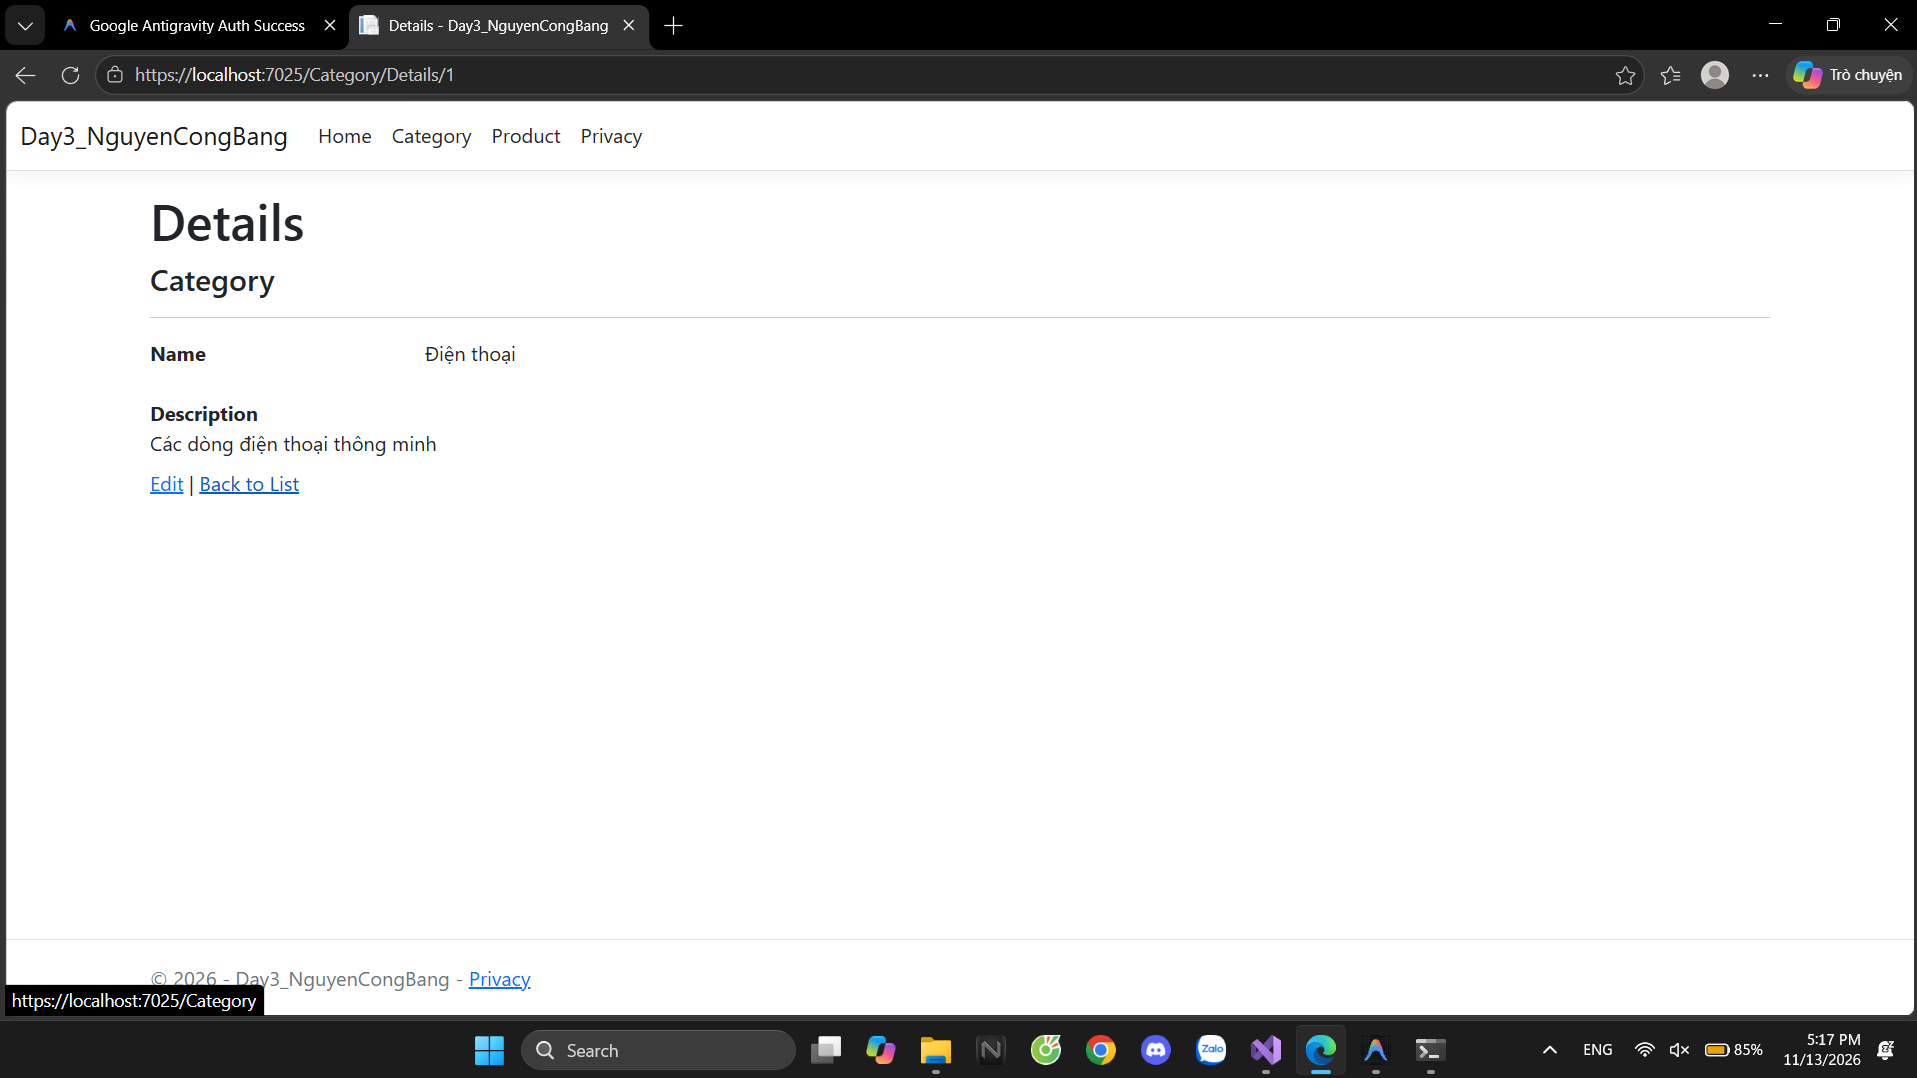 Google Antigravity Auth Success
Details - Day3_NguyenCongBang
https://localhost:7025/Category/Details/1
Trò chuyện
Day3_NguyenCongBang Home Category Product Privacy
Details
Category
Name Điện thoại
Description
Các dòng điện thoại thông minh
Edit | Back to List
© 2026 - Day3_NguyenCongBang - Privacy
https://localhost:7025/Category
Search
Zalo
ENG
85%
5:17 PM
11/13/2026